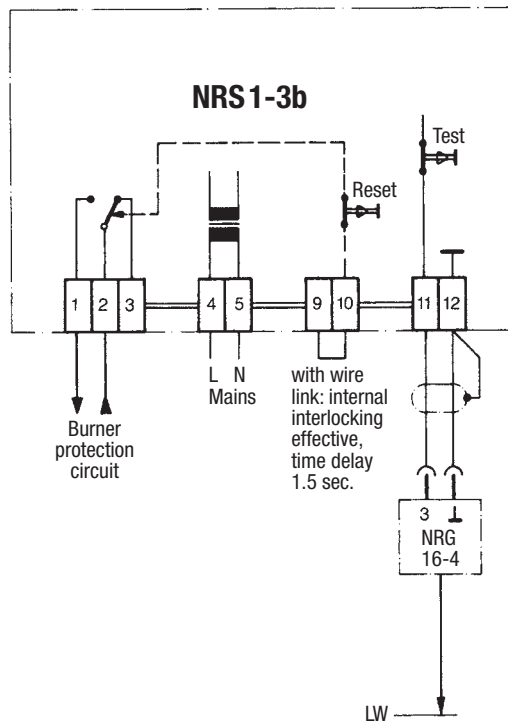 NRS 1-3b
Test
Reset
1 2 3 4 5 9 10 11 12
L N
Mains
Burner
protection
circuit
with wire
link: internal
interlocking
effective,
time delay
1.5 sec.
3
NRG
16-4
LW